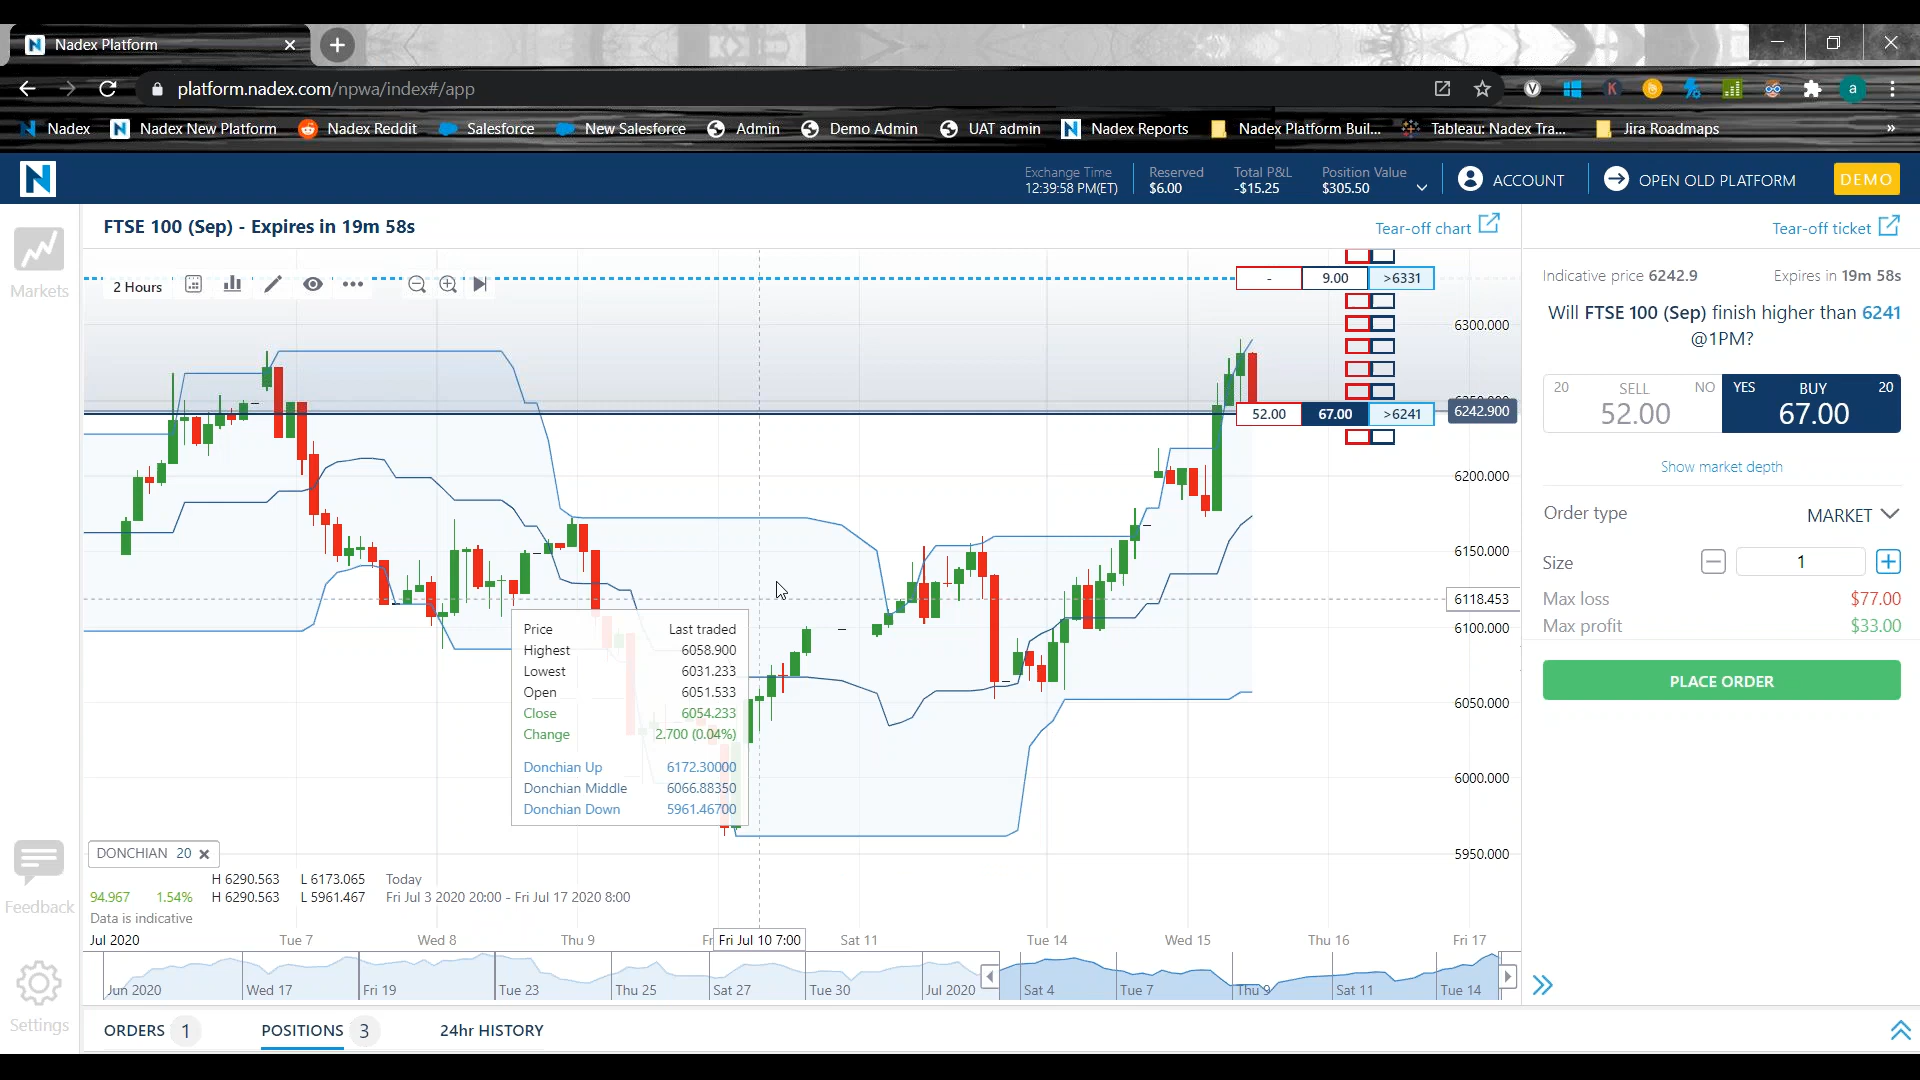 Nadex Platform
platform.nadex.com/npwa/index#/app
Nadex Nadex New Platform Nadex Reddit Salesforce New Salesforce Admin Demo Admin UAT admin Nadex Reports Nadex Platform Buil... Tableau: Nadex Tra... Jira Roadmaps »
Exchange Time Reserved Total P&L Position Value
12:39:58 PM(ET) $6.00 -$15.25 $305.50
ACCOUNT OPEN OLD PLATFORM DEMO
Markets
FTSE 100 (Sep) - Expires in 19m 58s
Tear-off chart
2 Hours
- 9.00 >6331
6300.000
52.00 67.00 >6241 6242.900
6200.000
6150.000
6118.453
6100.000
6050.000
6000.000
5950.000
Price Last traded
Highest 6058.900
Lowest 6031.233
Open 6051.533
Close 6054.233
Change 2.700 (0.04%)
Donchian Up 6172.30000
Donchian Middle 6066.88350
Donchian Down 5961.46700
DONCHIAN 20 ×
H 6290.563 L 6173.065 Today
94.967 1.54% H 6290.563 L 5961.467 Fri Jul 3 2020 20:00 - Fri Jul 17 2020 8:00
Data is indicative
Jul 2020 Tue 7 Wed 8 Thu 9 Fri Jul 10 7:00 Sat 11 Tue 14 Wed 15 Thu 16 Fri 17
Jun 2020 Wed 17 Fri 19 Tue 23 Thu 25 Sat 27 Tue 30 Jul 2020 Sat 4 Tue 7 Thu 9 Sat 11 Tue 14
Tear-off ticket
Indicative price 6242.9 Expires in 19m 58s
Will FTSE 100 (Sep) finish higher than 6241
@1PM?
20 SELL NO YES BUY 20
52.00 67.00
Show market depth
Order type MARKET
Size 1
Max loss $77.00
Max profit $33.00
PLACE ORDER
Feedback
Settings
ORDERS 1 POSITIONS 3 24hr HISTORY